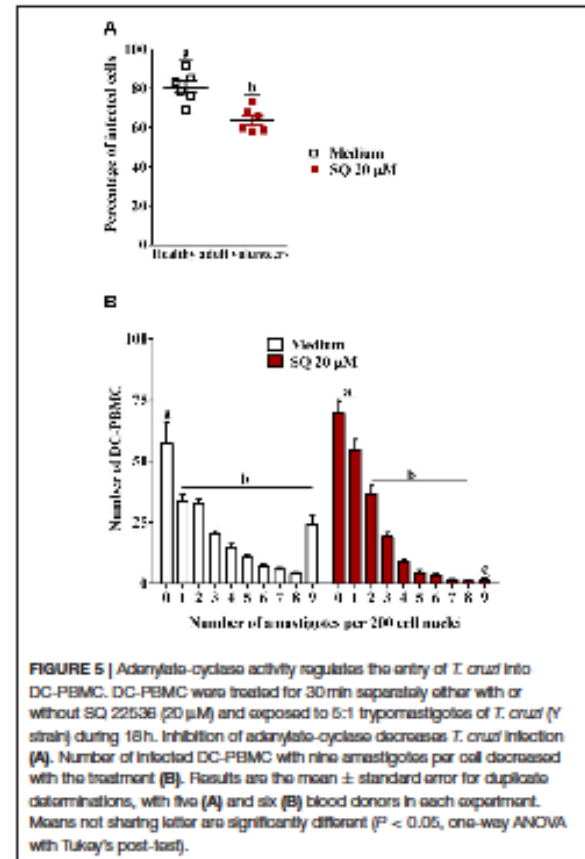 A
100
80
60
40
20
0
Percentage of infected cells
a
b
Medium
SQ 20 µM
Healthy adult volunteers
B
100
75
50
25
0
Number of DC-PBMC
Medium
SQ 20 µM
a
b
a
b
c
0 1 2 3 4 5 6 7 8 9 0 1 2 3 4 5 6 7 8 9
Number of amastigotes per 200 cell nuclei
FIGURE 5 | Adenylate-cyclase activity regulates the entry of T. cruzi into
DC-PBMC. DC-PBMC were treated for 30 min separately either with or
without SQ 22536 (20 µM) and exposed to 5:1 trypomastigotes of T. cruzi (Y
strain) during 18 h. Inhibition of adenylate-cyclase decreases T. cruzi infection
(A). Number of infected DC-PBMC with nine amastigotes per cell decreased
with the treatment (B). Results are the mean ± standard error for duplicate
determinations, with five (A) and six (B) blood donors in each experiment.
Means not sharing letter are significantly different (P < 0.05, one-way ANOVA
with Tukey's post-test).